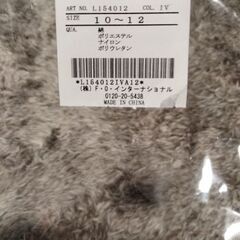 ART NO. L154012 COL. IV
SIZE
10～12
QUA. 綿
ポリエステル
ナイロン
ポリウレタン
*L154012IVA12*
(株)F・O・インターナショナル
0120-20-5438
MADE IN CHINA